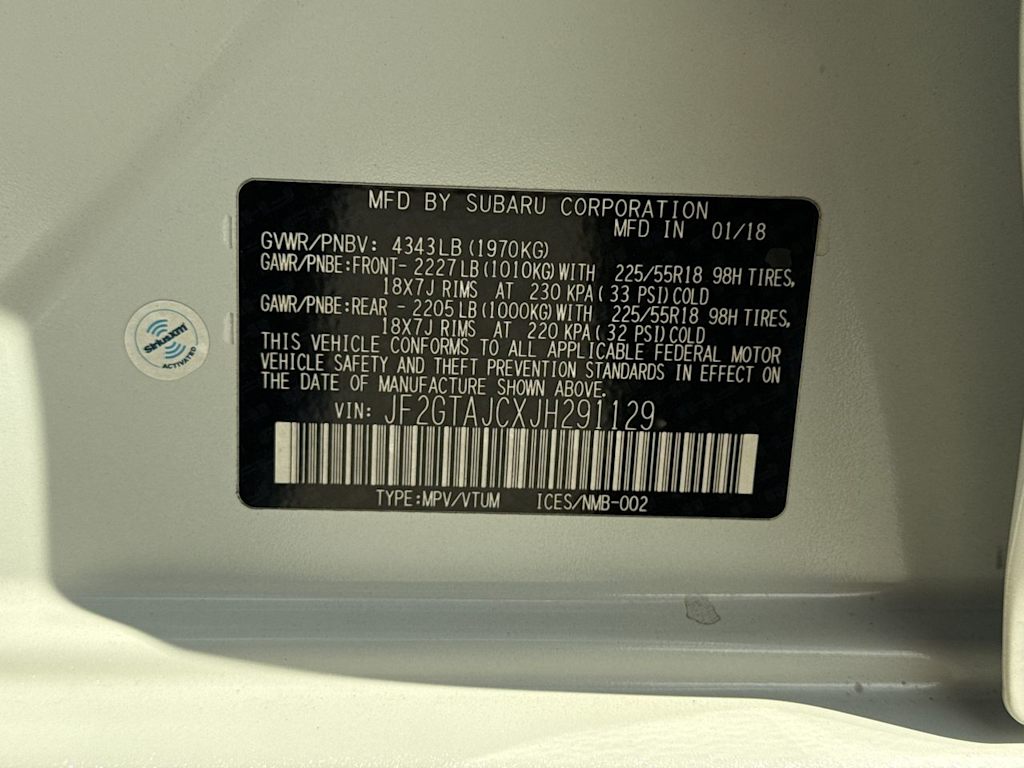 MFD BY SUBARU CORPORATION
MFD IN 01/18
GVWR/PNBV: 4343LB (1970KG)
GAWR/PNBE:FRONT- 2227LB (1010KG) WITH 225/55R18 98H TIRES,
18X7J RIMS AT 230 KPA ( 33 PSI) COLD
GAWR/PNBE:REAR - 2205LB (1000KG) WITH 225/55R18 98H TIRES,
18X7J RIMS AT 220 KPA ( 32 PSI) COLD
THIS VEHICLE CONFORMS TO ALL APPLICABLE FEDERAL MOTOR
VEHICLE SAFETY AND THEFT PREVENTION STANDARDS IN EFFECT ON
THE DATE OF MANUFACTURE SHOWN ABOVE.
VIN: JF2GTAJCXJH291129
TYPE:MPV/VTUM ICES/NMB-002
SiriusXM
ACTIVATED